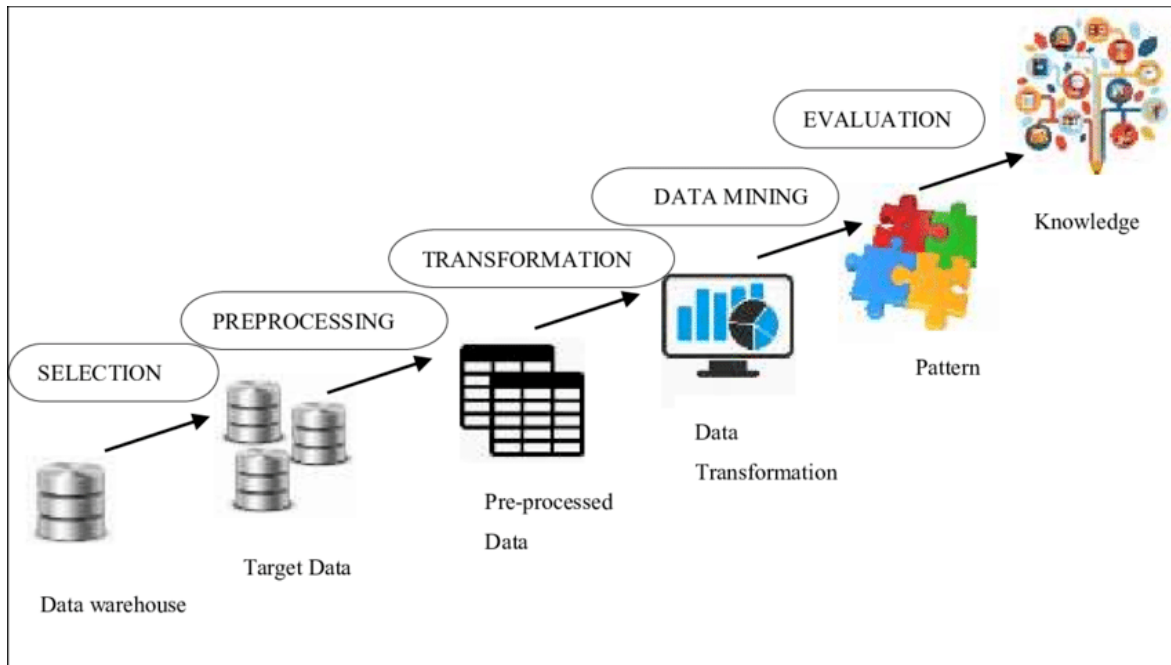 EVALUATION
DATA MINING
Knowledge
TRANSFORMATION
PREPROCESSING
Pattern
SELECTION
Data
Transformation
Pre-processed
Data
Target Data
Data warehouse